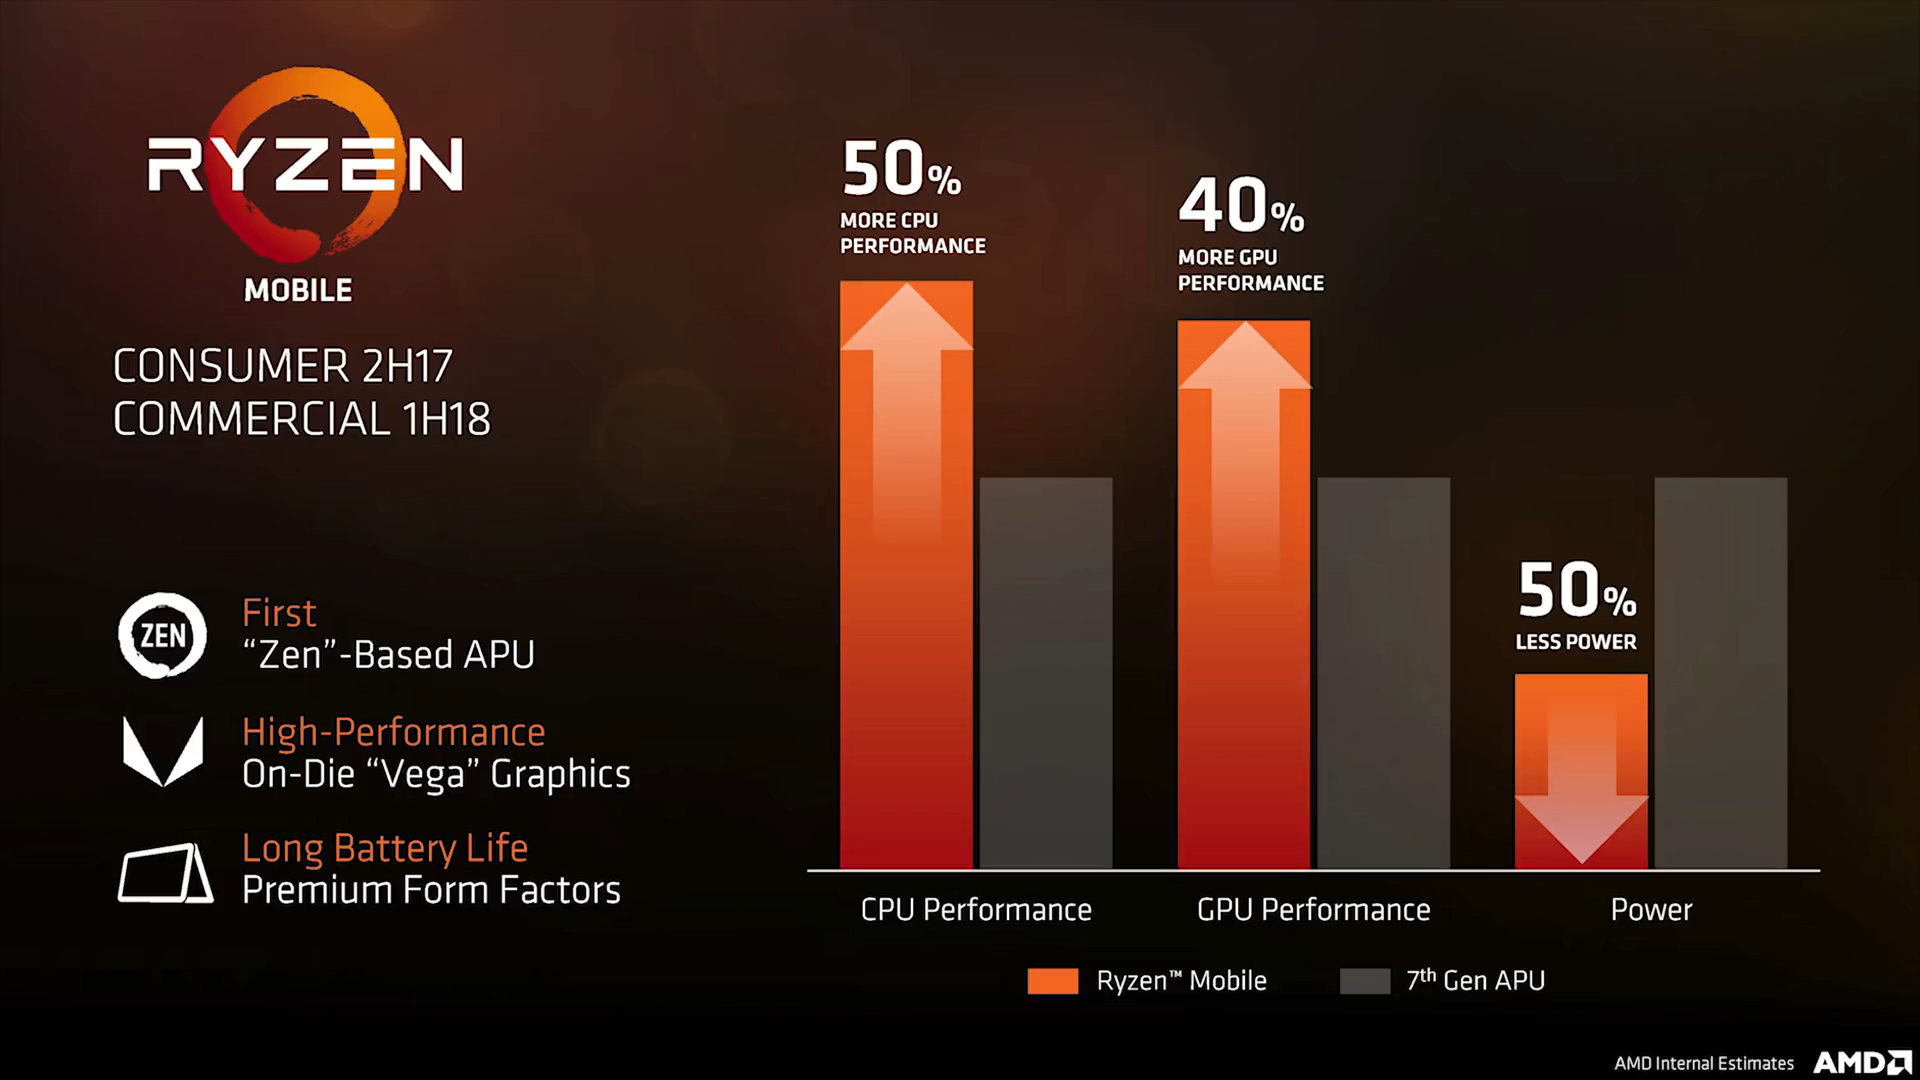 RYZEN
MOBILE
CONSUMER 2H17
COMMERCIAL 1H18
ZEN
First
“Zen”-Based APU
High-Performance
On-Die “Vega” Graphics
Long Battery Life
Premium Form Factors
50%
MORE CPU
PERFORMANCE
40%
MORE GPU
PERFORMANCE
50%
LESS POWER
CPU Performance
GPU Performance
Power
Ryzen™ Mobile
7th Gen APU
AMD Internal Estimates
AMD